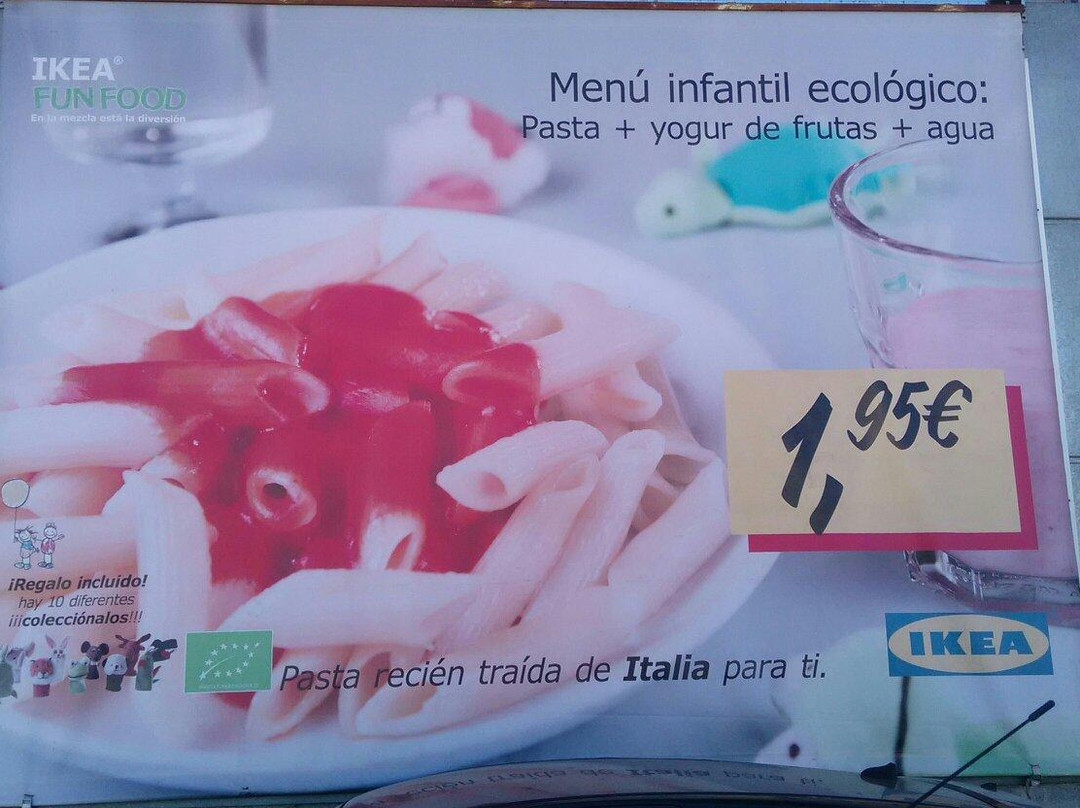 IKEA®
FUN FOOD
En la mezcla está la diversión
Menú infantil ecológico:
Pasta + yogur de frutas + agua
1,95€
¡Regalo incluido!
hay 10 diferentes
¡¡¡colecciónalos!!!
Pasta recién traída de Italia para ti.
IKEA